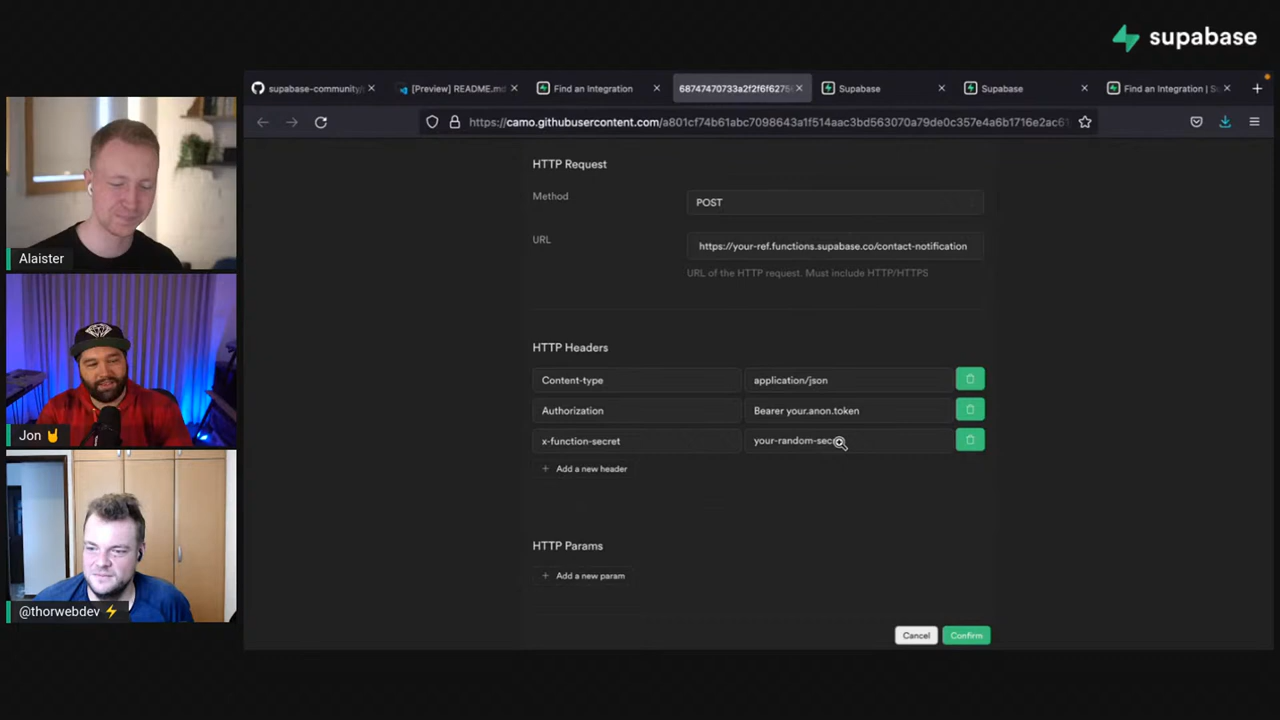 supabase
supabase-community/
[Preview] README.md
Find an Integration
68747470733a2f2f6f6275
Supabase
Supabase
Find an Integration | S
https://camo.githubusercontent.com/a801cf74b61abc7098643a1f514aac3bd563070a79de0c357e4a6b1716e2ac61
HTTP Request
Method
POST
URL
https://your-ref.functions.supabase.co/contact-notification
URL of the HTTP request. Must include HTTP/HTTPS
HTTP Headers
Content-type
application/json
Authorization
Bearer your.anon.token
x-function-secret
your-random-secre
+ Add a new header
HTTP Params
+ Add a new param
Cancel
Confirm
Alaister
Jon 🤘
@thorwebdev ⚡